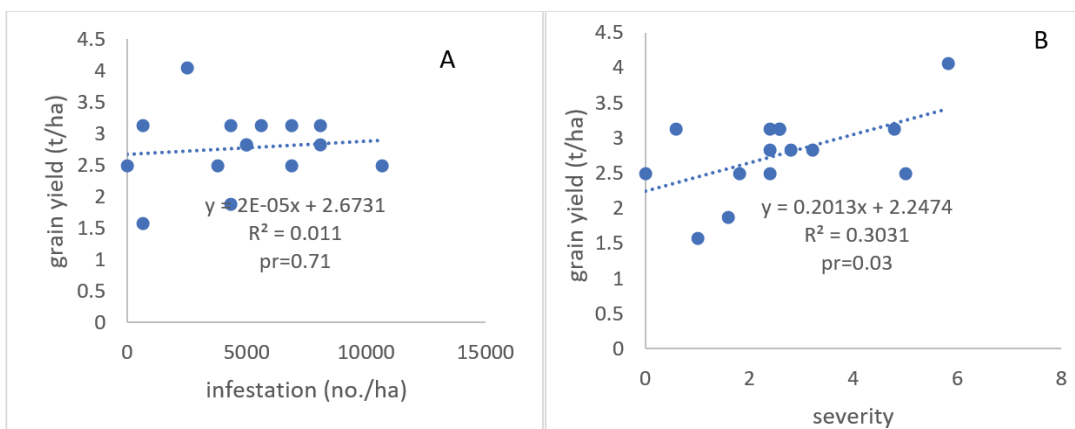 A
grain yield (t/ha)
4.5
4
3.5
3
2.5
2
1.5
1
0.5
0
y = 2E-05x + 2.6731
R² = 0.011
pr=0.71
0 5000 10000 15000
infestation (no./ha)
B
grain yield (t/ha)
4.5
4
3.5
3
2.5
2
1.5
1
0.5
0
y = 0.2013x + 2.2474
R² = 0.3031
pr=0.03
0 2 4 6 8
severity